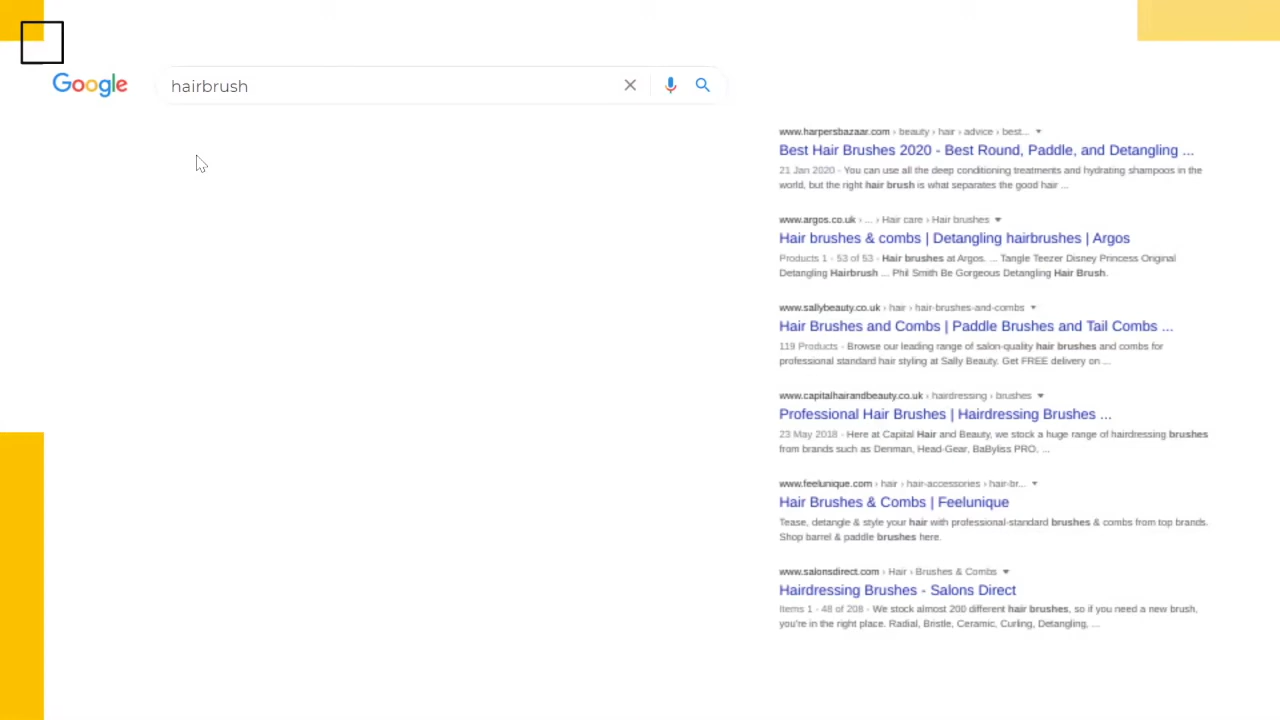 Google
hairbrush
www.harpersbazaar.com › beauty › hair › advice › best...
Best Hair Brushes 2020 - Best Round, Paddle, and Detangling ...
21 Jan 2020 - You can use all the deep conditioning treatments and hydrating shampoos in the
world, but the right hair brush is what separates the good hair ...
www.argos.co.uk › ... › Hair care › Hair brushes
Hair brushes & combs | Detangling hairbrushes | Argos
Products 1 - 53 of 53 - Hair brushes at Argos. ... Tangle Teezer Disney Princess Original
Detangling Hairbrush ... Phil Smith Be Gorgeous Detangling Hair Brush.
www.sallybeauty.co.uk › hair › hair-brushes-and-combs
Hair Brushes and Combs | Paddle Brushes and Tail Combs ...
119 Products - Browse our leading range of salon-quality hair brushes and combs for
professional standard hair styling at Sally Beauty. Get FREE delivery on ...
www.capitalhairandbeauty.co.uk › hairdressing › brushes
Professional Hair Brushes | Hairdressing Brushes ...
23 May 2018 - Here at Capital Hair and Beauty, we stock a huge range of hairdressing brushes
from brands such as Denman, Head-Gear, BaByliss PRO, ...
www.feelunique.com › hair › hair-accessories › hair-br...
Hair Brushes & Combs | Feelunique
Tease, detangle & style your hair with professional-standard brushes & combs from top brands.
Shop barrel & paddle brushes here.
www.salonsdirect.com › Hair › Brushes & Combs
Hairdressing Brushes - Salons Direct
Items 1 - 48 of 208 - We stock almost 200 different hair brushes, so if you need a new brush,
you're in the right place. Radial, Bristle, Ceramic, Curling, Detangling, ...